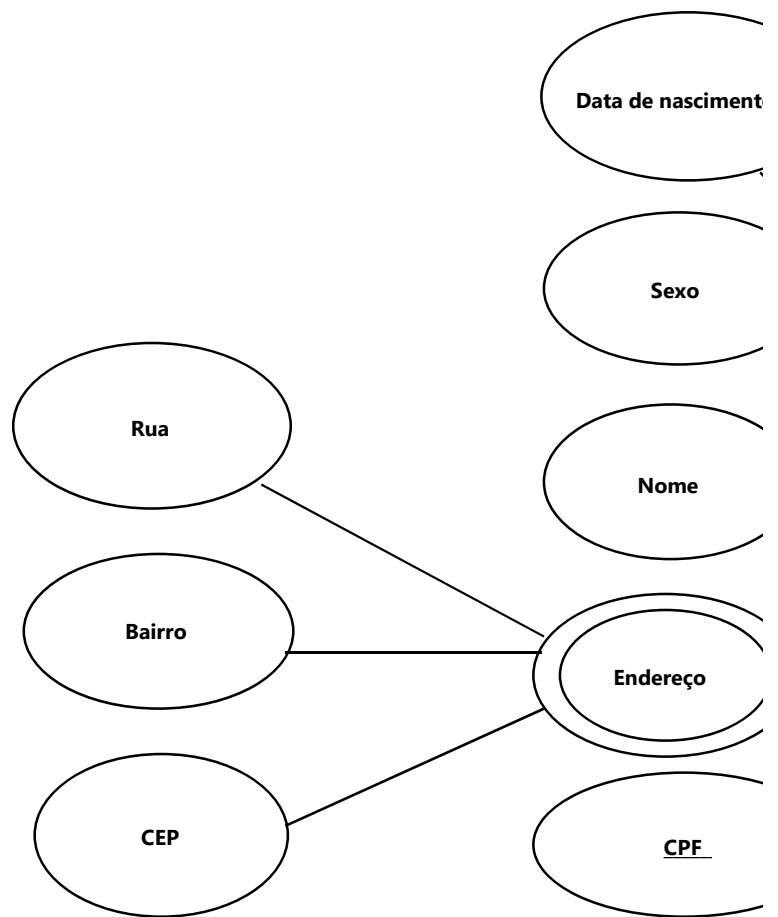 Data de nasciment
Sexo
Rua
Nome
Bairro
Endereço
CEP
CPF